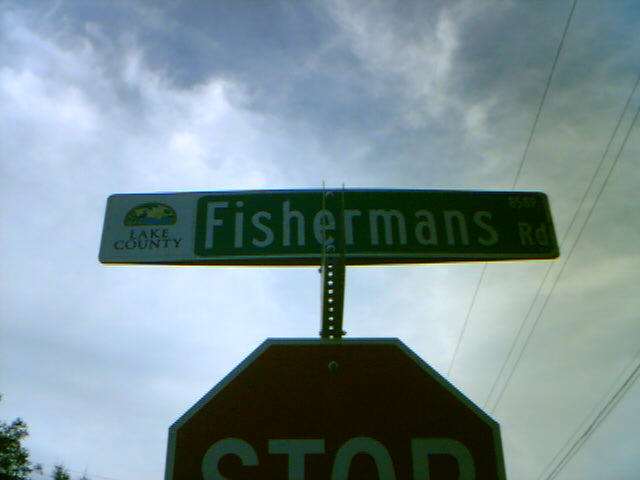 LAKE
COUNTY
Fishermans Rd
STOP